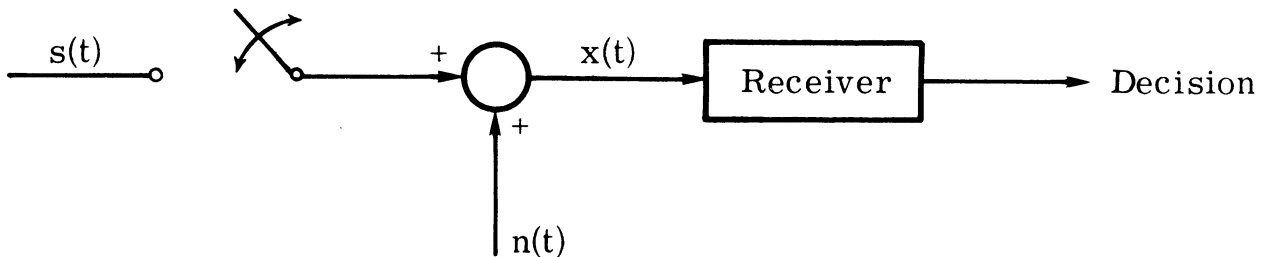 s(t)
+
x(t)
Receiver
Decision
+
n(t)